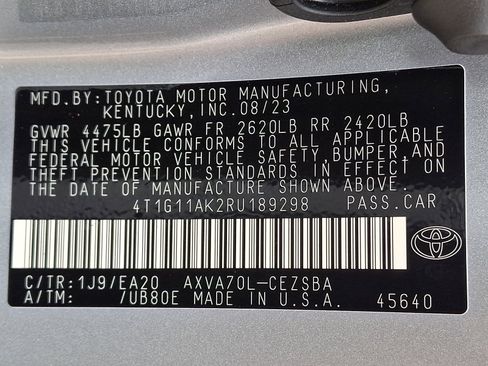 MFD.BY:TOYOTA MOTOR MANUFACTURING,
KENTUCKY,INC.08/23
GVWR 4475LB GAWR FR 2620LB RR 2420LB
THIS VEHICLE CONFORMS TO ALL APPLICABLE
FEDERAL MOTOR VEHICLE SAFETY,BUMPER,AND
THEFT PREVENTION STANDARDS IN EFFECT ON
THE DATE OF MANUFACTURE SHOWN ABOVE.
4T1G11AK2RU189298 PASS.CAR
C/TR:1J9/EA20 AXVA70L-CEZSBA
A/TM: /UB80E MADE IN U.S.A. 45640